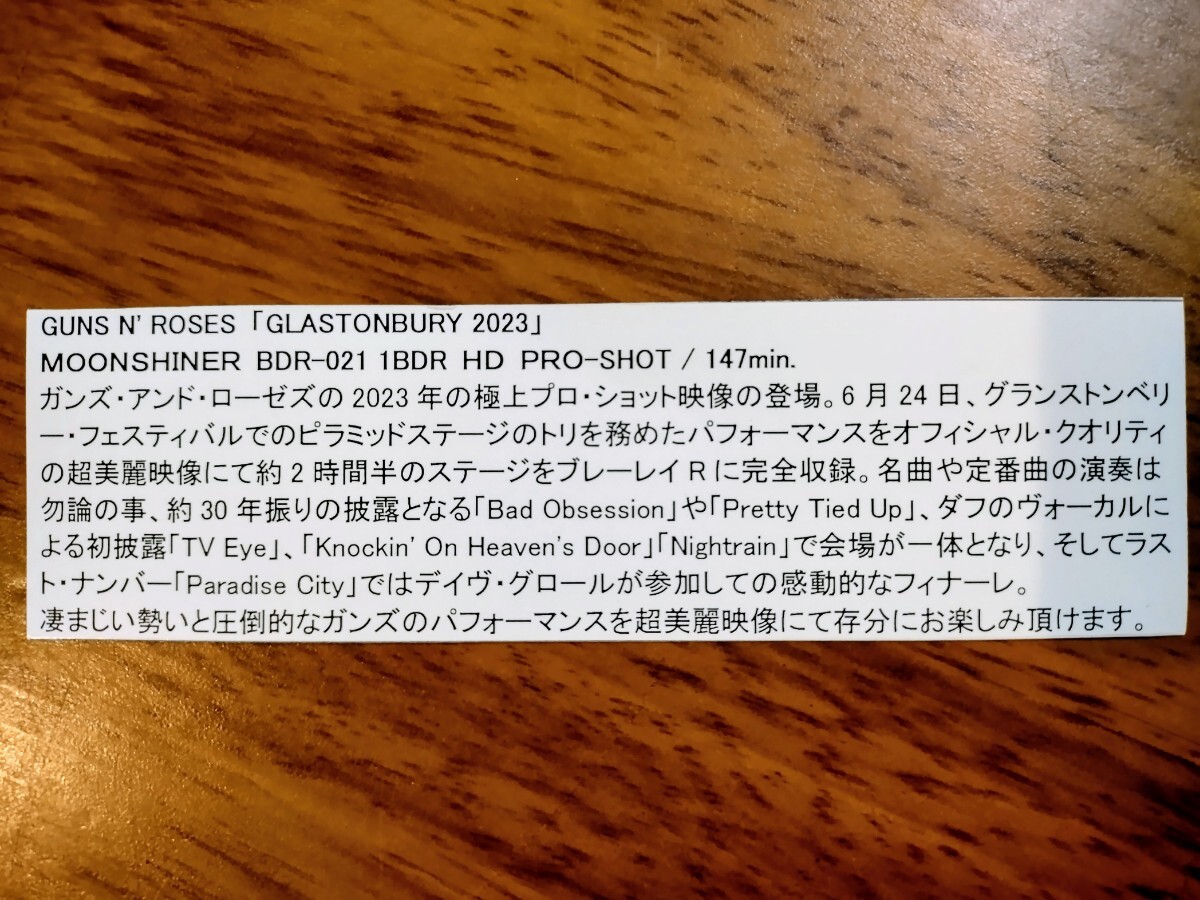 GUNS N' ROSES「GLASTONBURY 2023」
MOONSHINER BDR-021 1BDR HD PRO-SHOT / 147min.
ガンズ・アンド・ローゼズの 2023 年の極上プロ・ショット映像の登場。6 月 24 日、グランストンベリ
ー・フェスティバルでのピラミッドステージのトリを務めたパフォーマンスをオフィシャル・クオリティ
の超美麗映像にて約 2 時間半のステージをブレーレイ R に完全収録。名曲や定番曲の演奏は
勿論の事、約 30 年振りの披露となる「Bad Obsession」や「Pretty Tied Up」、ダフのヴォーカルに
よる初披露「TV Eye」、「Knockin' On Heaven's Door」「Nightrain」で会場が一体となり、そしてラス
ト・ナンバー「Paradise City」ではデイヴ・グロールが参加しての感動的なフィナーレ。
凄まじい勢いと圧倒的なガンズのパフォーマンスを超美麗映像にて存分にお楽しみ頂けます。